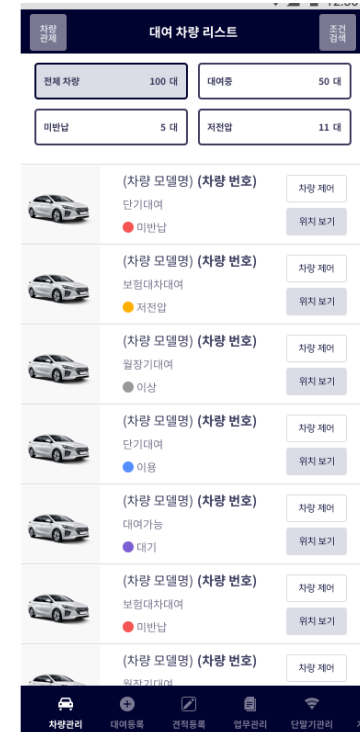 차량
관제
대여 차량 리스트
조건
검색
전체 차량 100 대
대여중 50 대
미반납 5 대
저전압 11 대
(차량 모델명) (차량 번호)
단기대여
미반납
차량 제어
위치 보기
(차량 모델명) (차량 번호)
보험대차대여
저전압
차량 제어
위치 보기
(차량 모델명) (차량 번호)
월장기대여
이상
차량 제어
위치 보기
(차량 모델명) (차량 번호)
단기대여
이용
차량 제어
위치 보기
(차량 모델명) (차량 번호)
대여가능
대기
차량 제어
위치 보기
(차량 모델명) (차량 번호)
보험대차대여
미반납
차량 제어
위치 보기
(차량 모델명) (차량 번호)
월장기대여
차량 제어
차량관리
대여등록
견적등록
업무관리
단말기관리